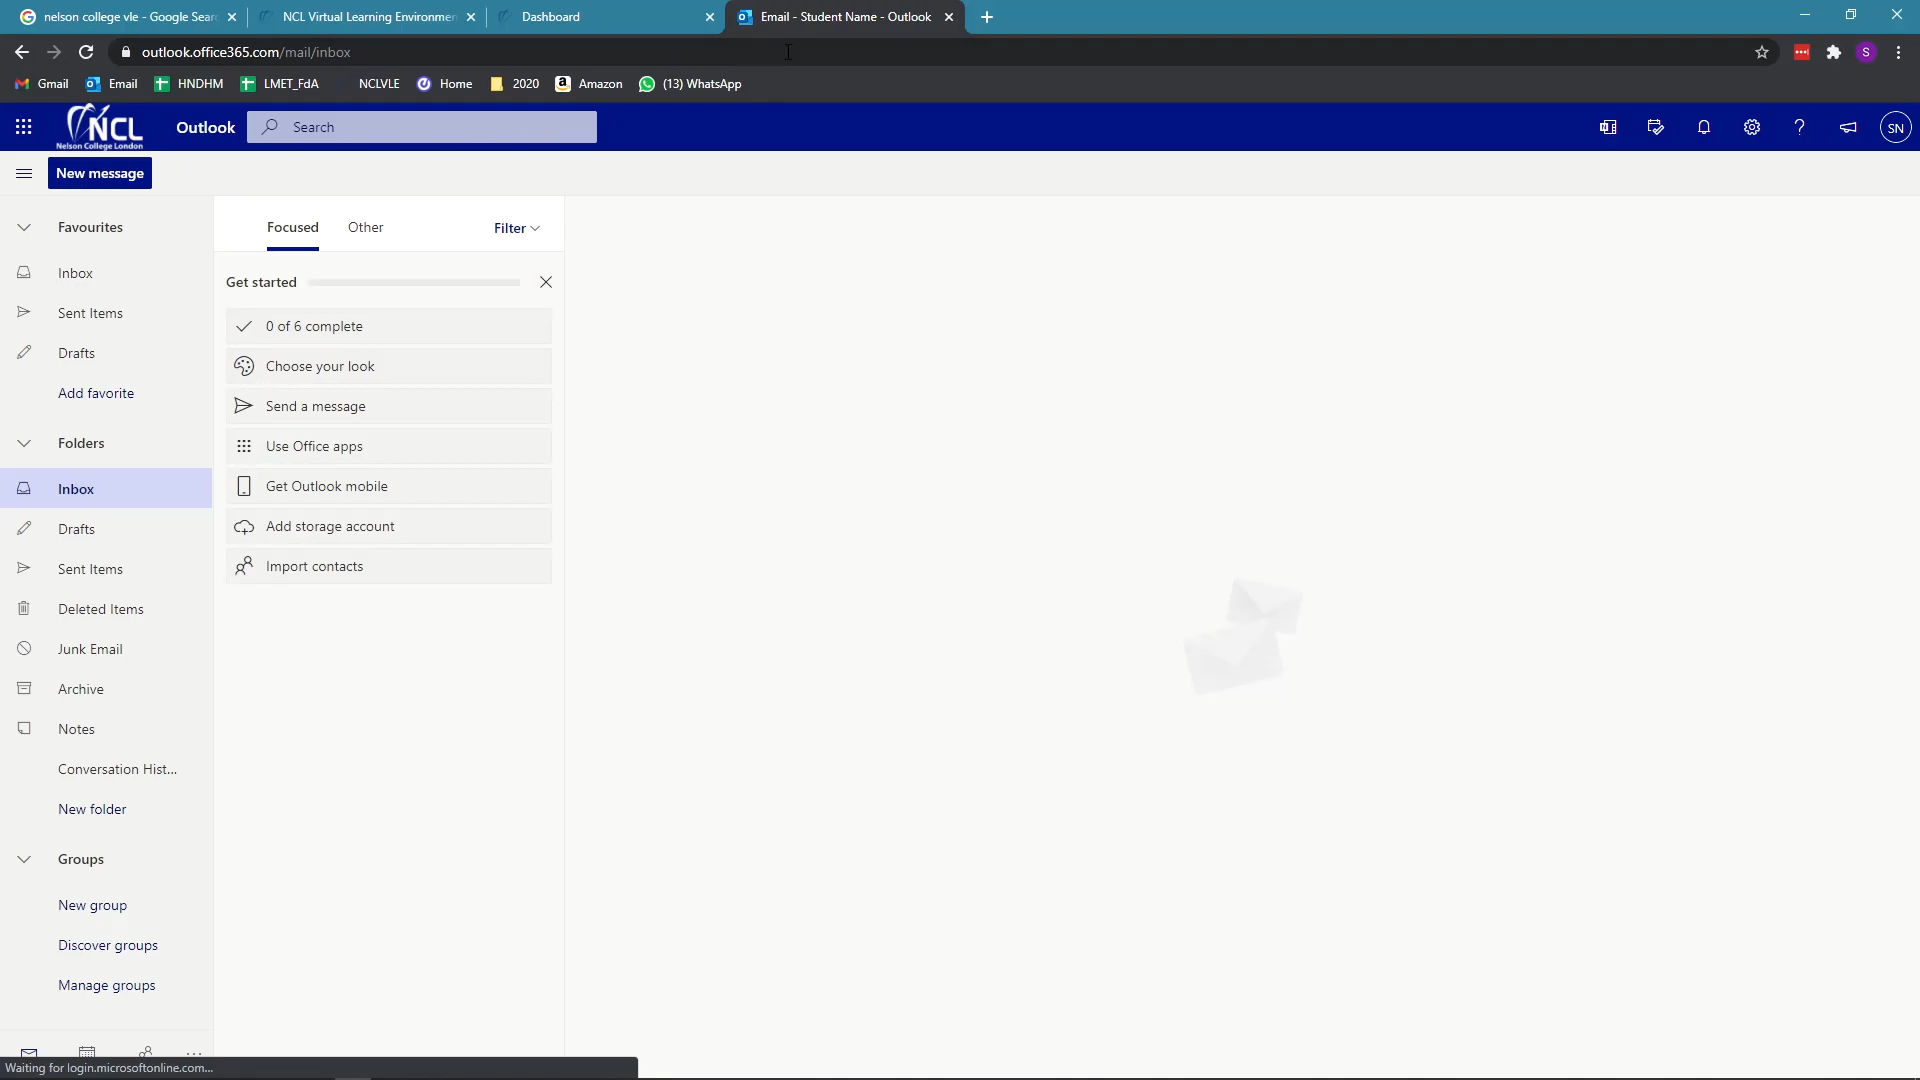 nelson college vle - Google Sear
NCL Virtual Learning Environmen
Dashboard
Email - Student Name - Outlook
outlook.office365.com/mail/inbox
S
Gmail
Email
HNDHM
LMET_FdA
NCLVLE
Home
2020
Amazon
(13) WhatsApp
NCL
Nelson College London
Outlook
Search
SN
New message
Favourites
Inbox
Sent Items
Drafts
Add favorite
Folders
Inbox
Drafts
Sent Items
Deleted Items
Junk Email
Archive
Notes
Conversation Hist...
New folder
Groups
New group
Discover groups
Manage groups
Focused
Other
Filter
Get started
0 of 6 complete
Choose your look
Send a message
Use Office apps
Get Outlook mobile
Add storage account
Import contacts
Waiting for login.microsoftonline.com...